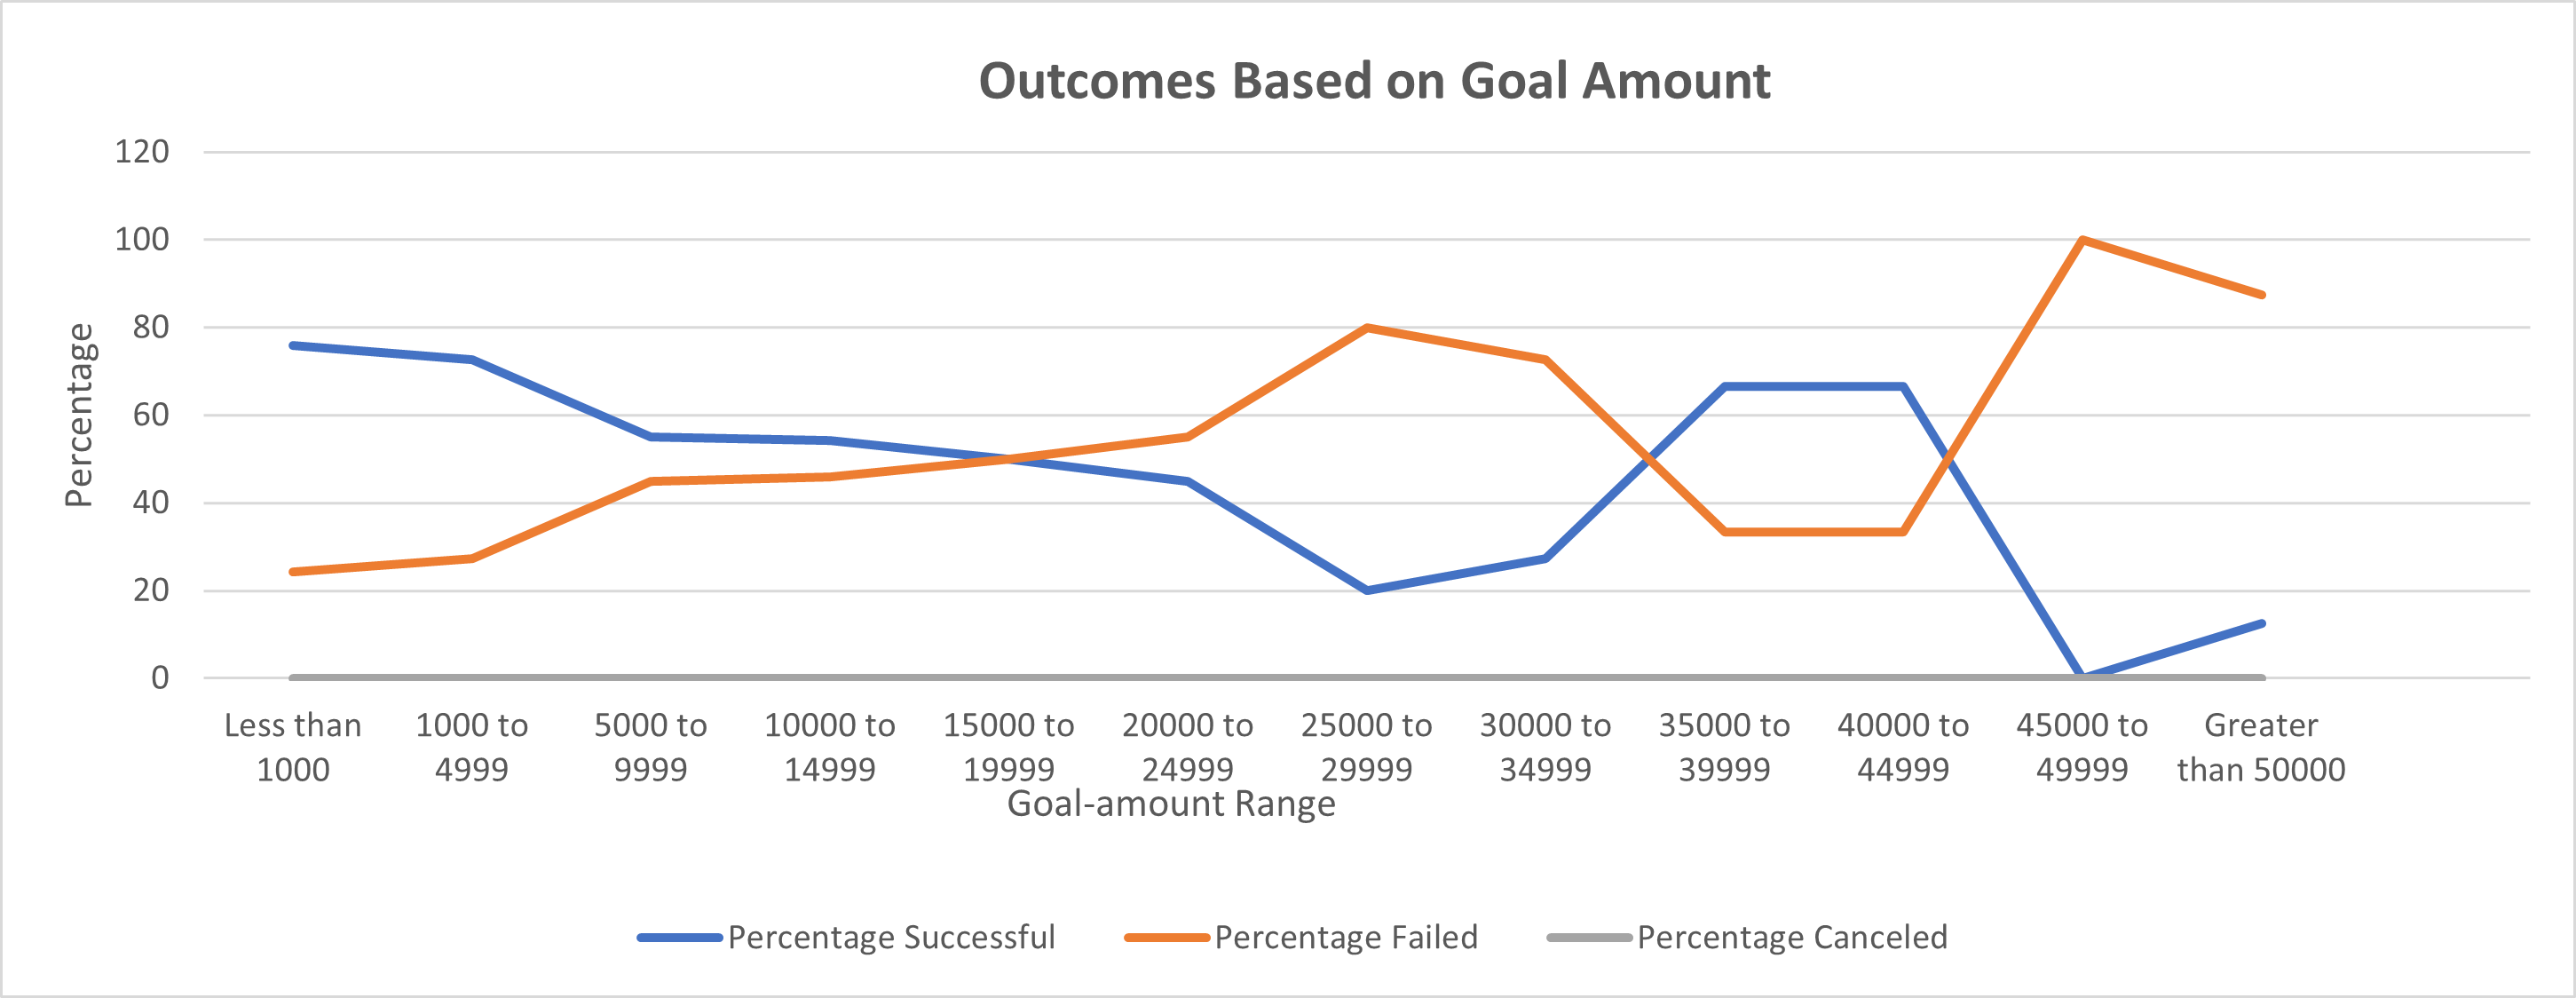 Outcomes Based on Goal Amount
120
100
80
60
40
20
0
Percentage
Less than 1000
1000 to 4999
5000 to 9999
10000 to 14999
15000 to 19999
20000 to 24999
25000 to 29999
30000 to 34999
35000 to 39999
40000 to 44999
45000 to 49999
Greater than 50000
Goal-amount Range
Percentage Successful
Percentage Failed
Percentage Canceled